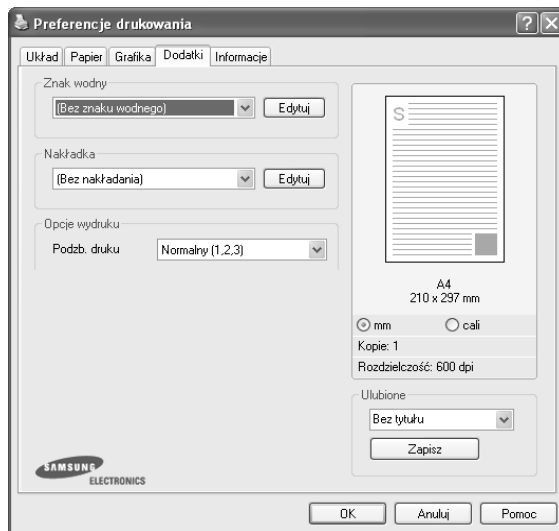 Preferencje drukowania
Układ Papier Grafika Dodatki Informacje
Znak wodny
(Bez znaku wodnego) Edytuj
Nakładka
(Bez nakładania) Edytuj
Opcje wydruku
Podzb. druku Normalny (1,2,3)
S
A4
210 x 297 mm
mm cali
Kopie: 1
Rozdzielczość: 600 dpi
Ulubione
Bez tytułu
Zapisz
SAMSUNG
ELECTRONICS
OK Anuluj Pomoc